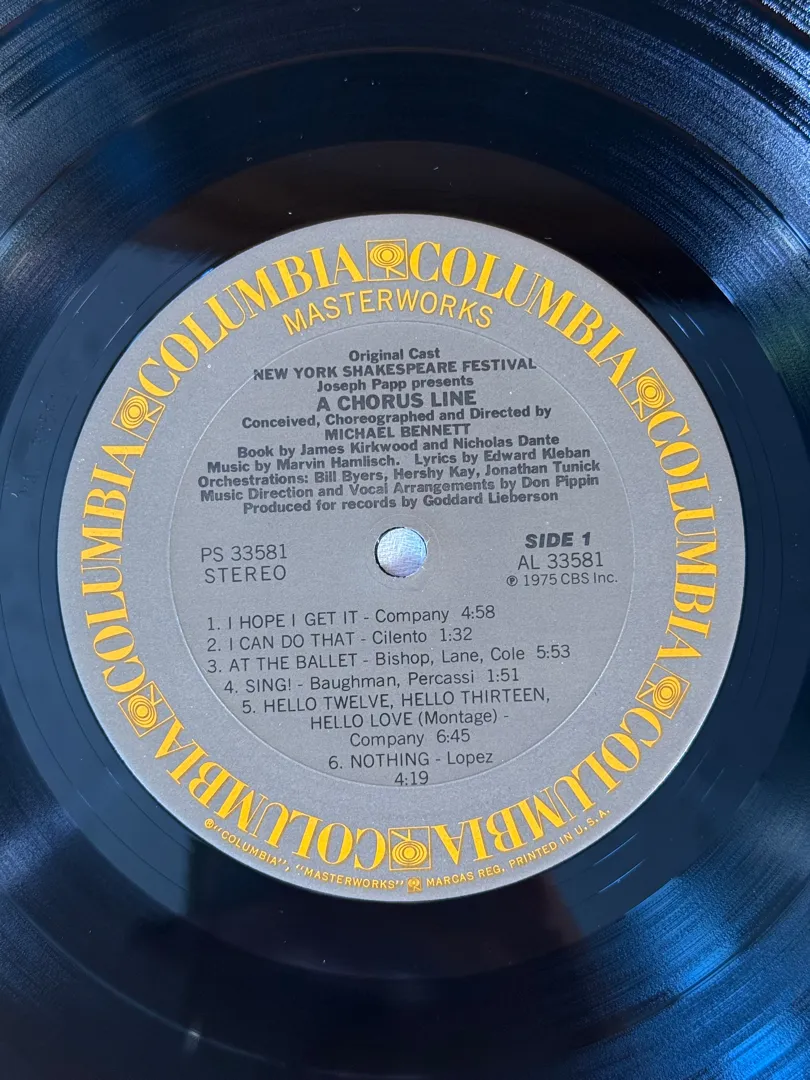 COLUMBIA COLUMBIA COLUMBIA COLUMBIA COLUMBIA COLUMBIA COLUMBIA COLUMBIA
MASTERWORKS
Original Cast
NEW YORK SHAKESPEARE FESTIVAL
Joseph Papp presents
A CHORUS LINE
Conceived, Choreographed and Directed by
MICHAEL BENNETT
Book by James Kirkwood and Nicholas Dante
Music by Marvin Hamlisch. Lyrics by Edward Kleban
Orchestrations: Bill Byers, Hershy Kay, Jonathan Tunick
Music Direction and Vocal Arrangements by Don Pippin
Produced for records by Goddard Lieberson
PS 33581
STEREO
SIDE 1
AL 33581
℗ 1975 CBS Inc.
1. I HOPE I GET IT - Company 4:58
2. I CAN DO THAT - Cilento 1:32
3. AT THE BALLET - Bishop, Lane, Cole 5:53
4. SING! - Baughman, Percassi 1:51
5. HELLO TWELVE, HELLO THIRTEEN,
HELLO LOVE (Montage) -
Company 6:45
6. NOTHING - Lopez
4:19
®"COLUMBIA", "MASTERWORKS" MARCAS REG. PRINTED IN U.S.A.